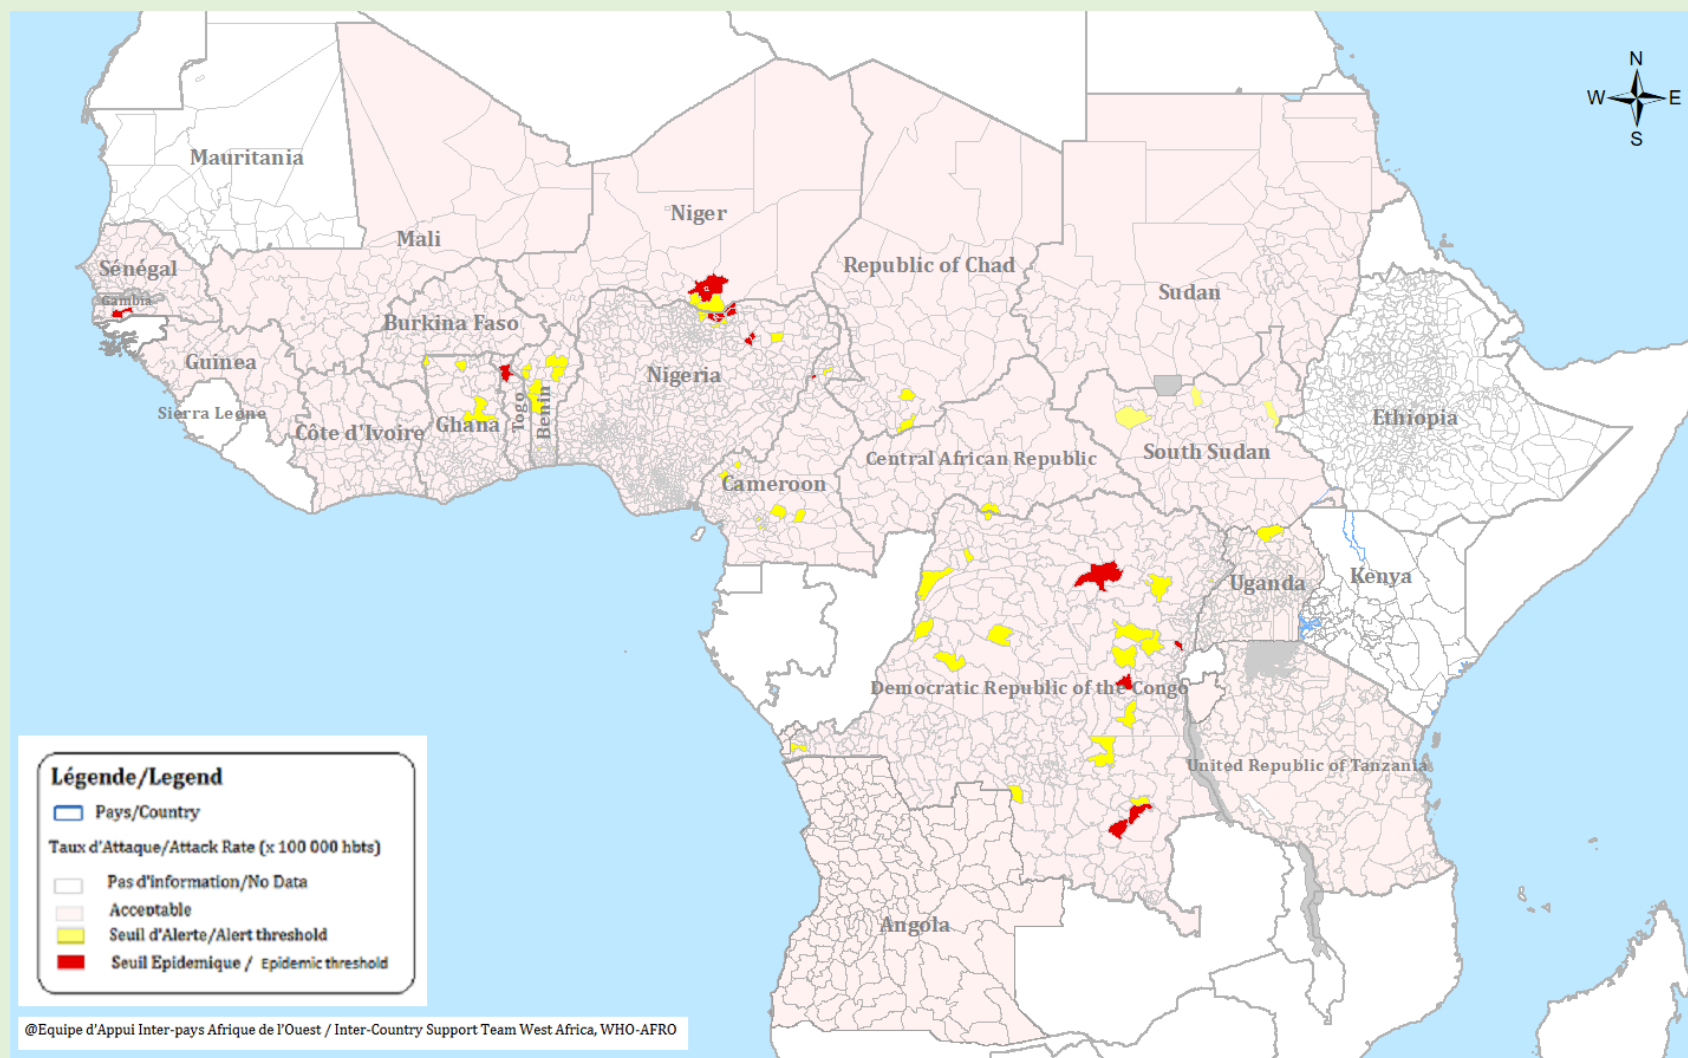 N
W E
S
Mauritania
Niger
Mali
Sénégal
Republic of Chad
Sudan
Gambia
Burkina Faso
Guinea
Nigeria
Sierra Leone
Côte d'Ivoire
Ghana
Togo
Benin
Ethiopia
Central African Republic
South Sudan
Cameroon
Uganda
Kenya
Democratic Republic of the Congo
United Republic of Tanzania
Angola
Légende/Legend
Pays/Country
Taux d'Attaque/Attack Rate (x 100 000 hbts)
Pas d'information/No Data
Acceptable
Seuil d'Alerte/Alert threshold
Seuil Epidemique / Epidemic threshold
@Equipe d'Appui Inter-pays Afrique de l'Ouest / Inter-Country Support Team West Africa, WHO-AFRO